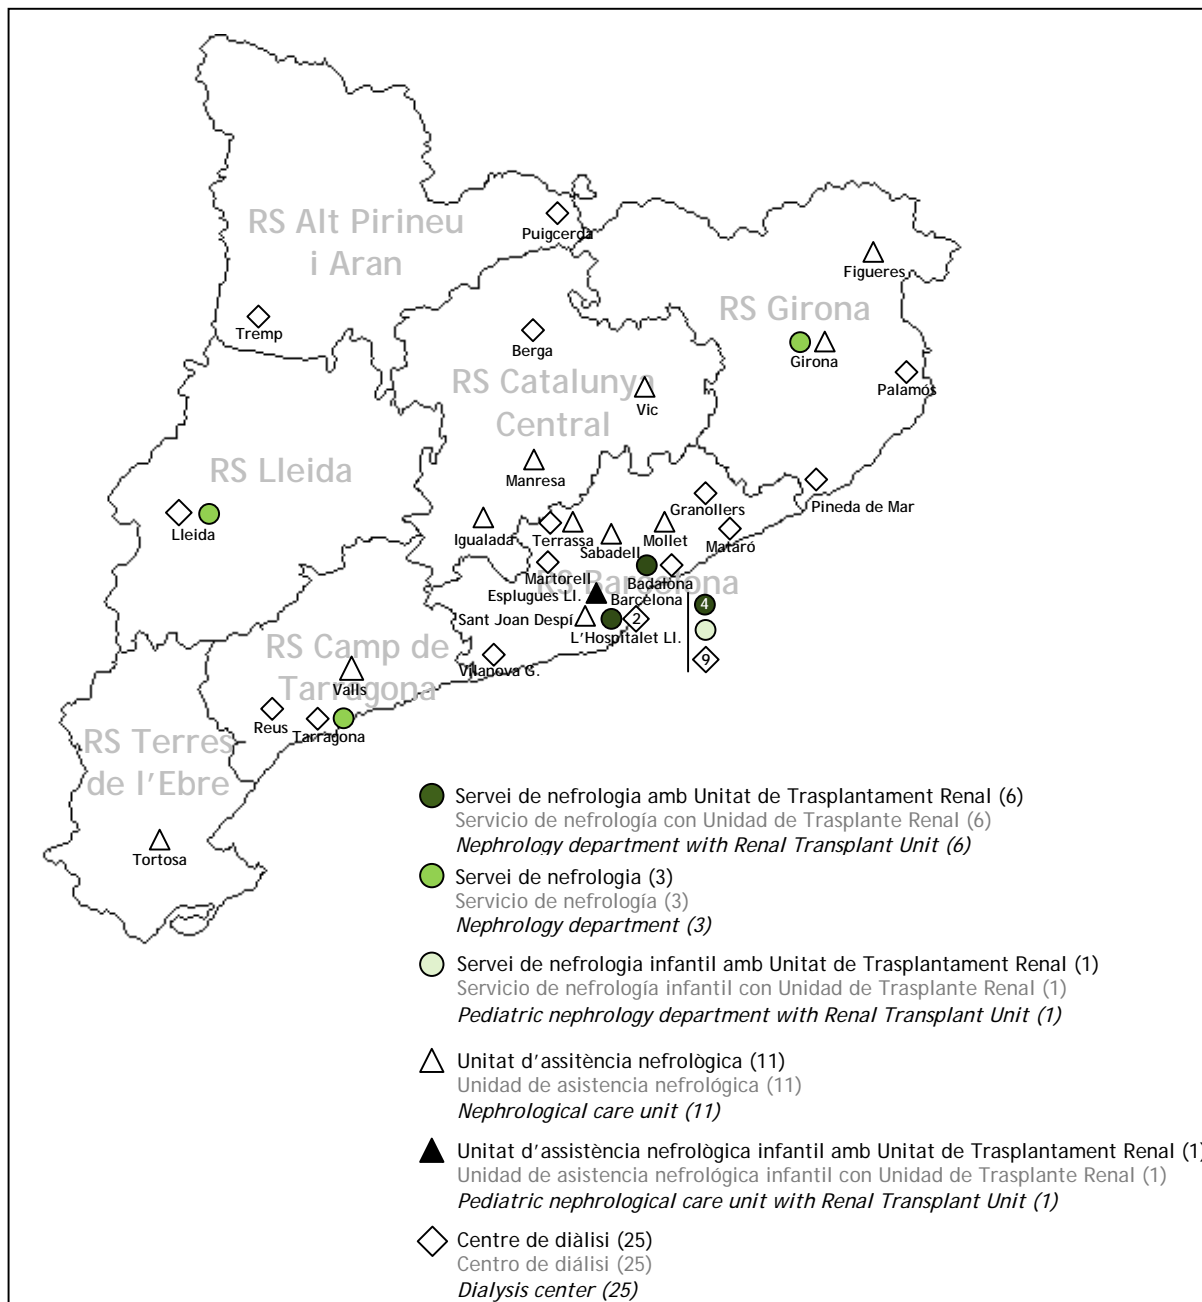 RS Alt Pirineu
i Aran
Puigcerda
Figueres
RS Girona
Tremp
Berga
Girona
Palamós
RS Catalunya
Central
Vic
Manresa
RS Lleida
Lleida
Igualada
Terrassa
Sabadell
Mollet
Granollers
Mataró
Pineda de Mar
Martorell
RS Barcelona
Badalona
Esplugues Ll.
Barcelona
4
Sant Joan Despí
2
L'Hospitalet Ll.
9
Vilanova G.
RS Camp de
Tarragona
Valls
Reus
Tarragona
RS Terres
de l'Ebre
Tortosa
Servei de nefrologia amb Unitat de Trasplantament Renal (6)
Servicio de nefrología con Unidad de Trasplante Renal (6)
Nephrology department with Renal Transplant Unit (6)
Servei de nefrologia (3)
Servicio de nefrología (3)
Nephrology department (3)
Servei de nefrologia infantil amb Unitat de Trasplantament Renal (1)
Servicio de nefrología infantil con Unidad de Trasplante Renal (1)
Pediatric nephrology department with Renal Transplant Unit (1)
Unitat d'assitència nefrològica (11)
Unidad de asistencia nefrológica (11)
Nephrological care unit (11)
Unitat d'assistència nefrològica infantil amb Unitat de Trasplantament Renal (1)
Unidad de asistencia nefrológica infantil con Unidad de Trasplante Renal (1)
Pediatric nephrological care unit with Renal Transplant Unit (1)
Centre de diàlisi (25)
Centro de diálisi (25)
Dialysis center (25)